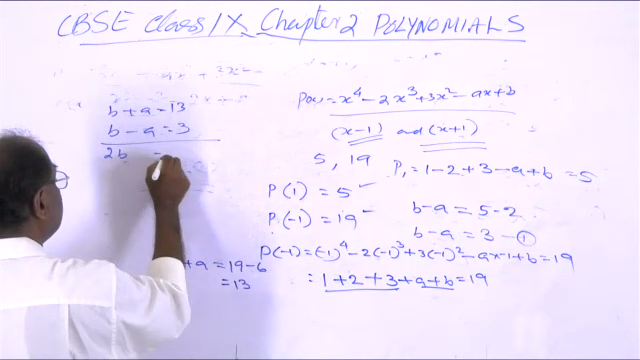 CBSE Class IX Chapter 2 POLYNOMIALS
b + a = 13
b - a = 3
2b =
+ a = 19 - 6
= 13
P(x) = x⁴ - 2x³ + 3x² - ax + b
(x-1) and (x+1)
5, 19
P₁ = 1 - 2 + 3 - a + b = 5
P(1) = 5 ✓
P(-1) = 19 ✓
b - a = 5 - 2
b - a = 3 - ①
P(-1) = (-1)⁴ - 2(-1)³ + 3(-1)² - ax-1 + b = 19
= 1 + 2 + 3 + a + b = 19